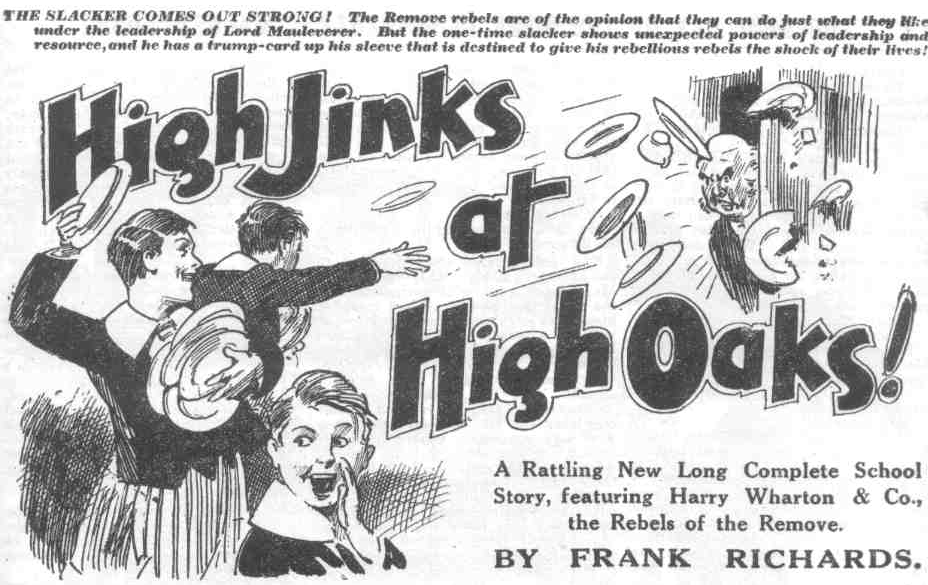 THE SLACKER COMES OUT STRONG! The Remove rebels are of the opinion that they can do just what they like
under the leadership of Lord Mauleverer. But the one-time slacker shows unexpected powers of leadership and
resource, and he has a trump-card up his sleeve that is destined to give his rebellious rebels the shock of their lives!
High Jinks
at
High Oaks!
A Rattling New Long Complete School
Story, featuring Harry Wharton & Co.,
the Rebels of the Remove.
BY FRANK RICHARDS.